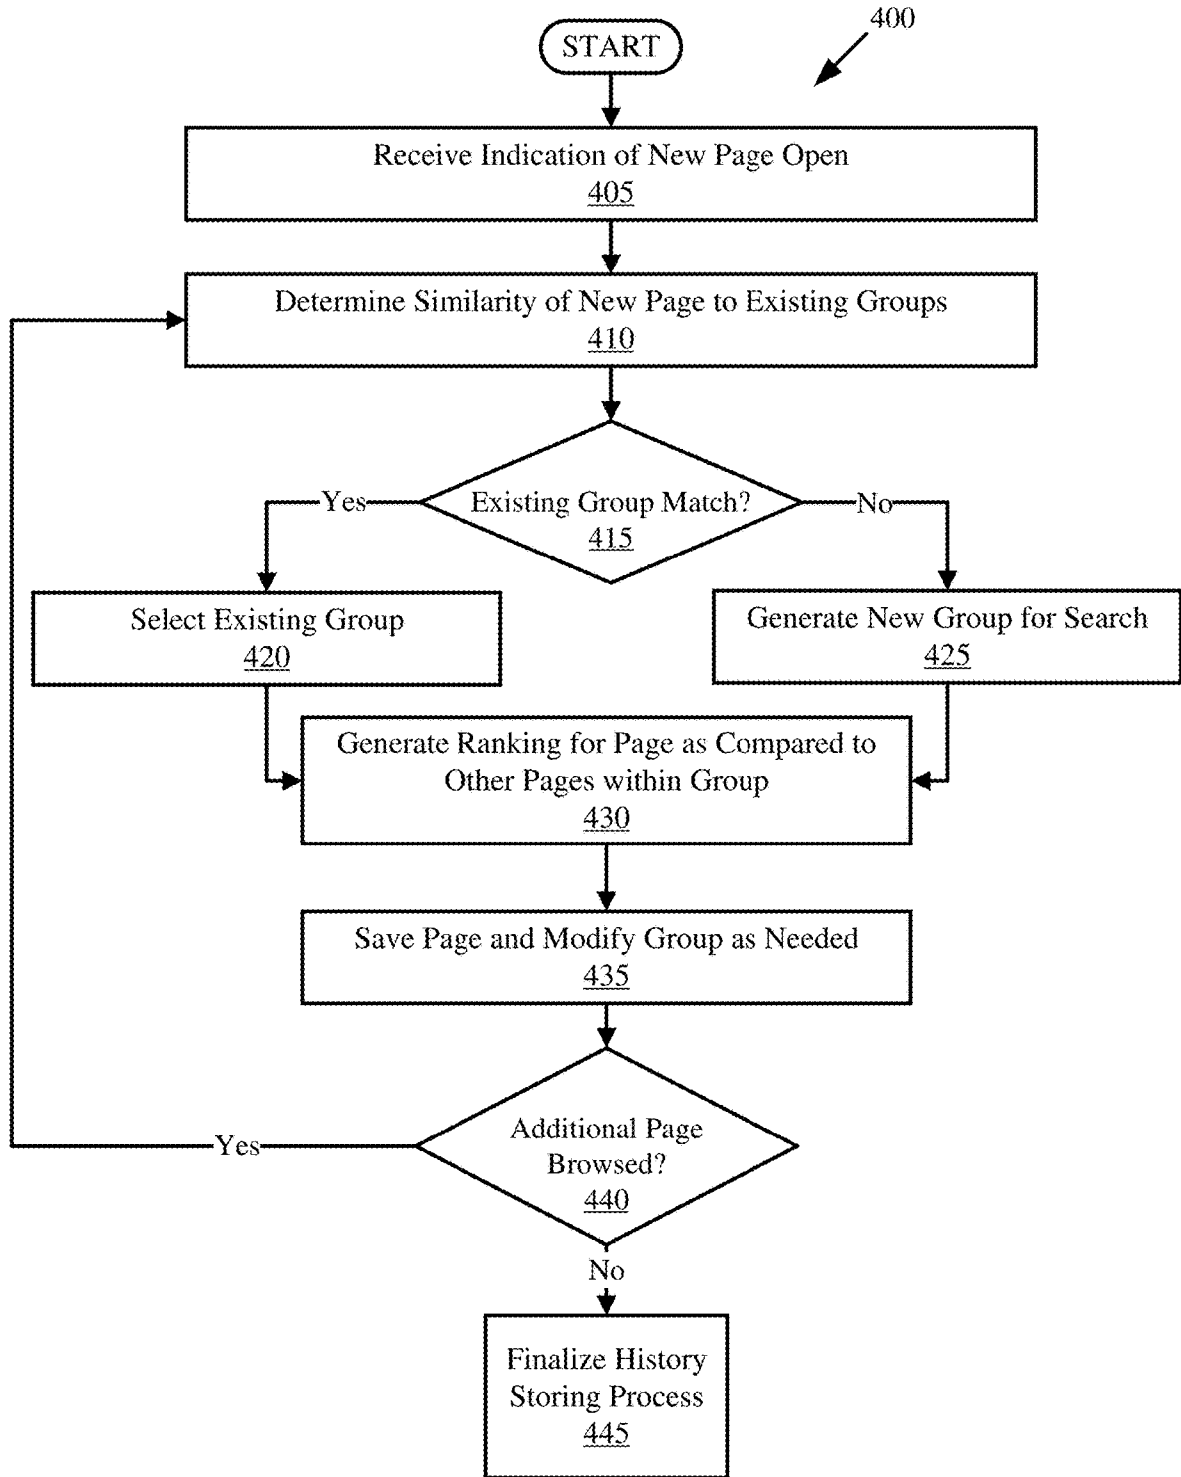 400
START
Receive Indication of New Page Open
405
Determine Similarity of New Page to Existing Groups
410
Yes
Existing Group Match?
No
415
Select Existing Group
420
Generate New Group for Search
425
Generate Ranking for Page as Compared to
Other Pages within Group
430
Save Page and Modify Group as Needed
435
Yes
Additional Page
Browsed?
440
No
Finalize History
Storing Process
445